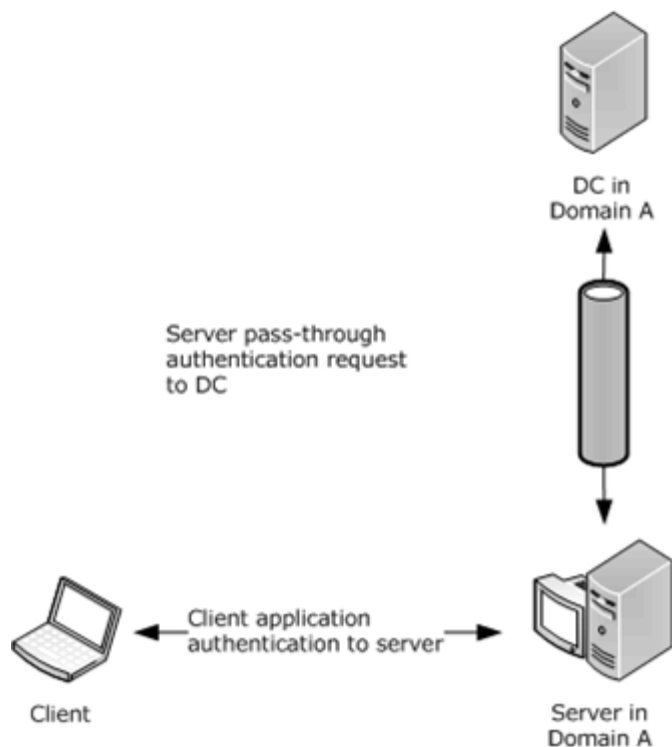 DC in
Domain A
Server pass-through
authentication request
to DC
Client application
authentication to server
Client
Server in
Domain A